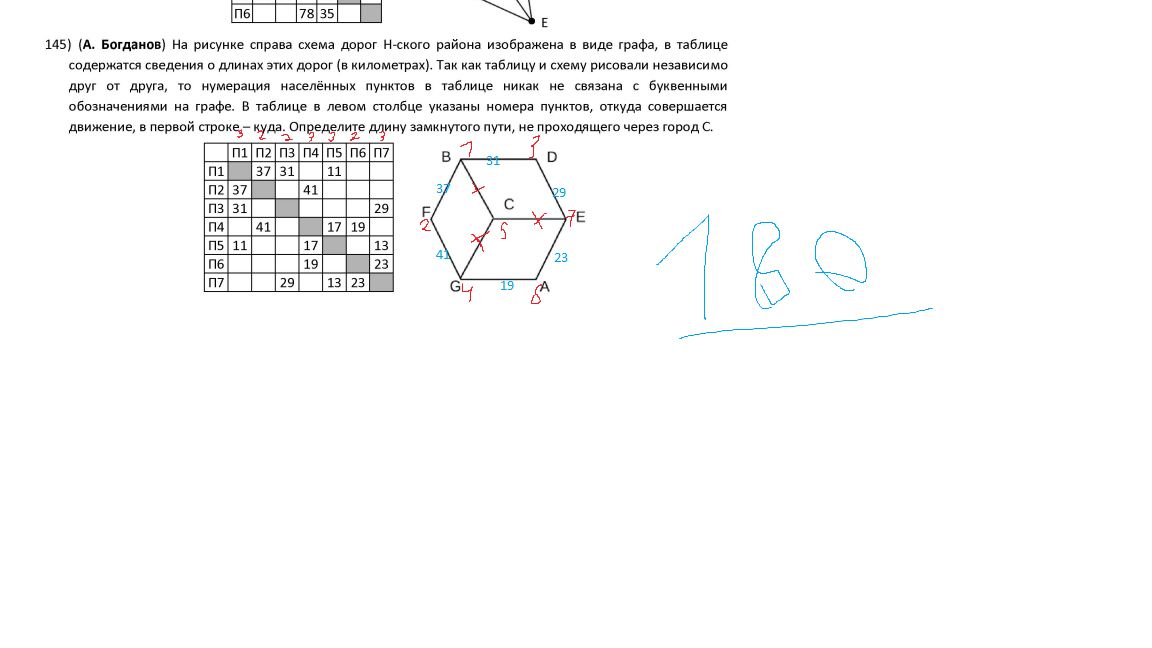 П6 78 35
E
145) (А. Богданов) На рисунке справа схема дорог Н-ского района изображена в виде графа, в таблице
содержатся сведения о длинах этих дорог (в километрах). Так как таблицу и схему рисовали независимо
друг от друга, то нумерация населённых пунктов в таблице никак не связана с буквенными
обозначениями на графе. В таблице в левом столбце указаны номера пунктов, откуда совершается
движение, в первой строке – куда. Определите длину замкнутого пути, не проходящего через город С.
3 2 2 3 3 2 3
П1 П2 П3 П4 П5 П6 П7
П1 37 31 11
П2 37 41
П3 31 29
П4 41 17 19
П5 11 17 13
П6 19 23
П7 29 13 23
B 1 31 3 D
37 29
C
F 2 5 7 E
41 23
G 4 19 A
180